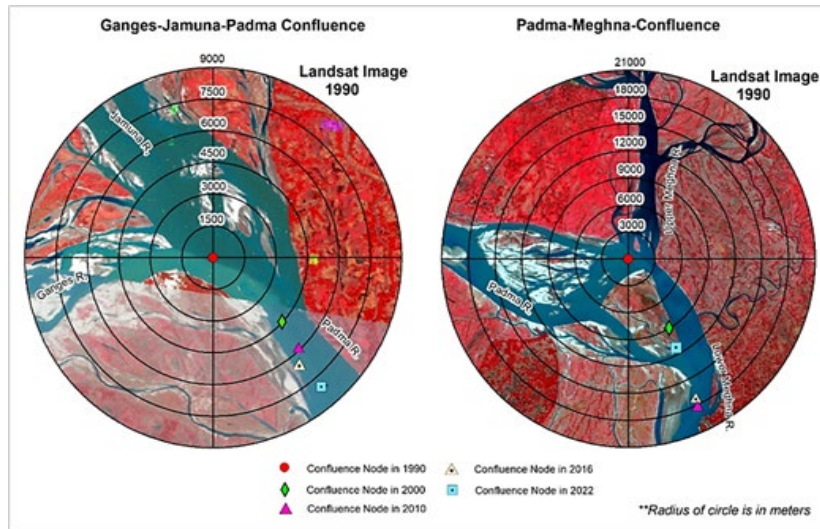 Ganges-Jamuna-Padma Confluence
9000
Landsat Image
1990
7500
6000
4500
3000
1500
Jamuna R.
Ganges R.
Padma R.
Padma-Meghna-Confluence
21000
Landsat Image
1990
18000
15000
12000
9000
6000
3000
Upper Meghna R.
Padma R.
Lower Meghna R.
Confluence Node in 1990
Confluence Node in 2016
Confluence Node in 2000
Confluence Node in 2022
Confluence Node in 2010
**Radius of circle is in meters